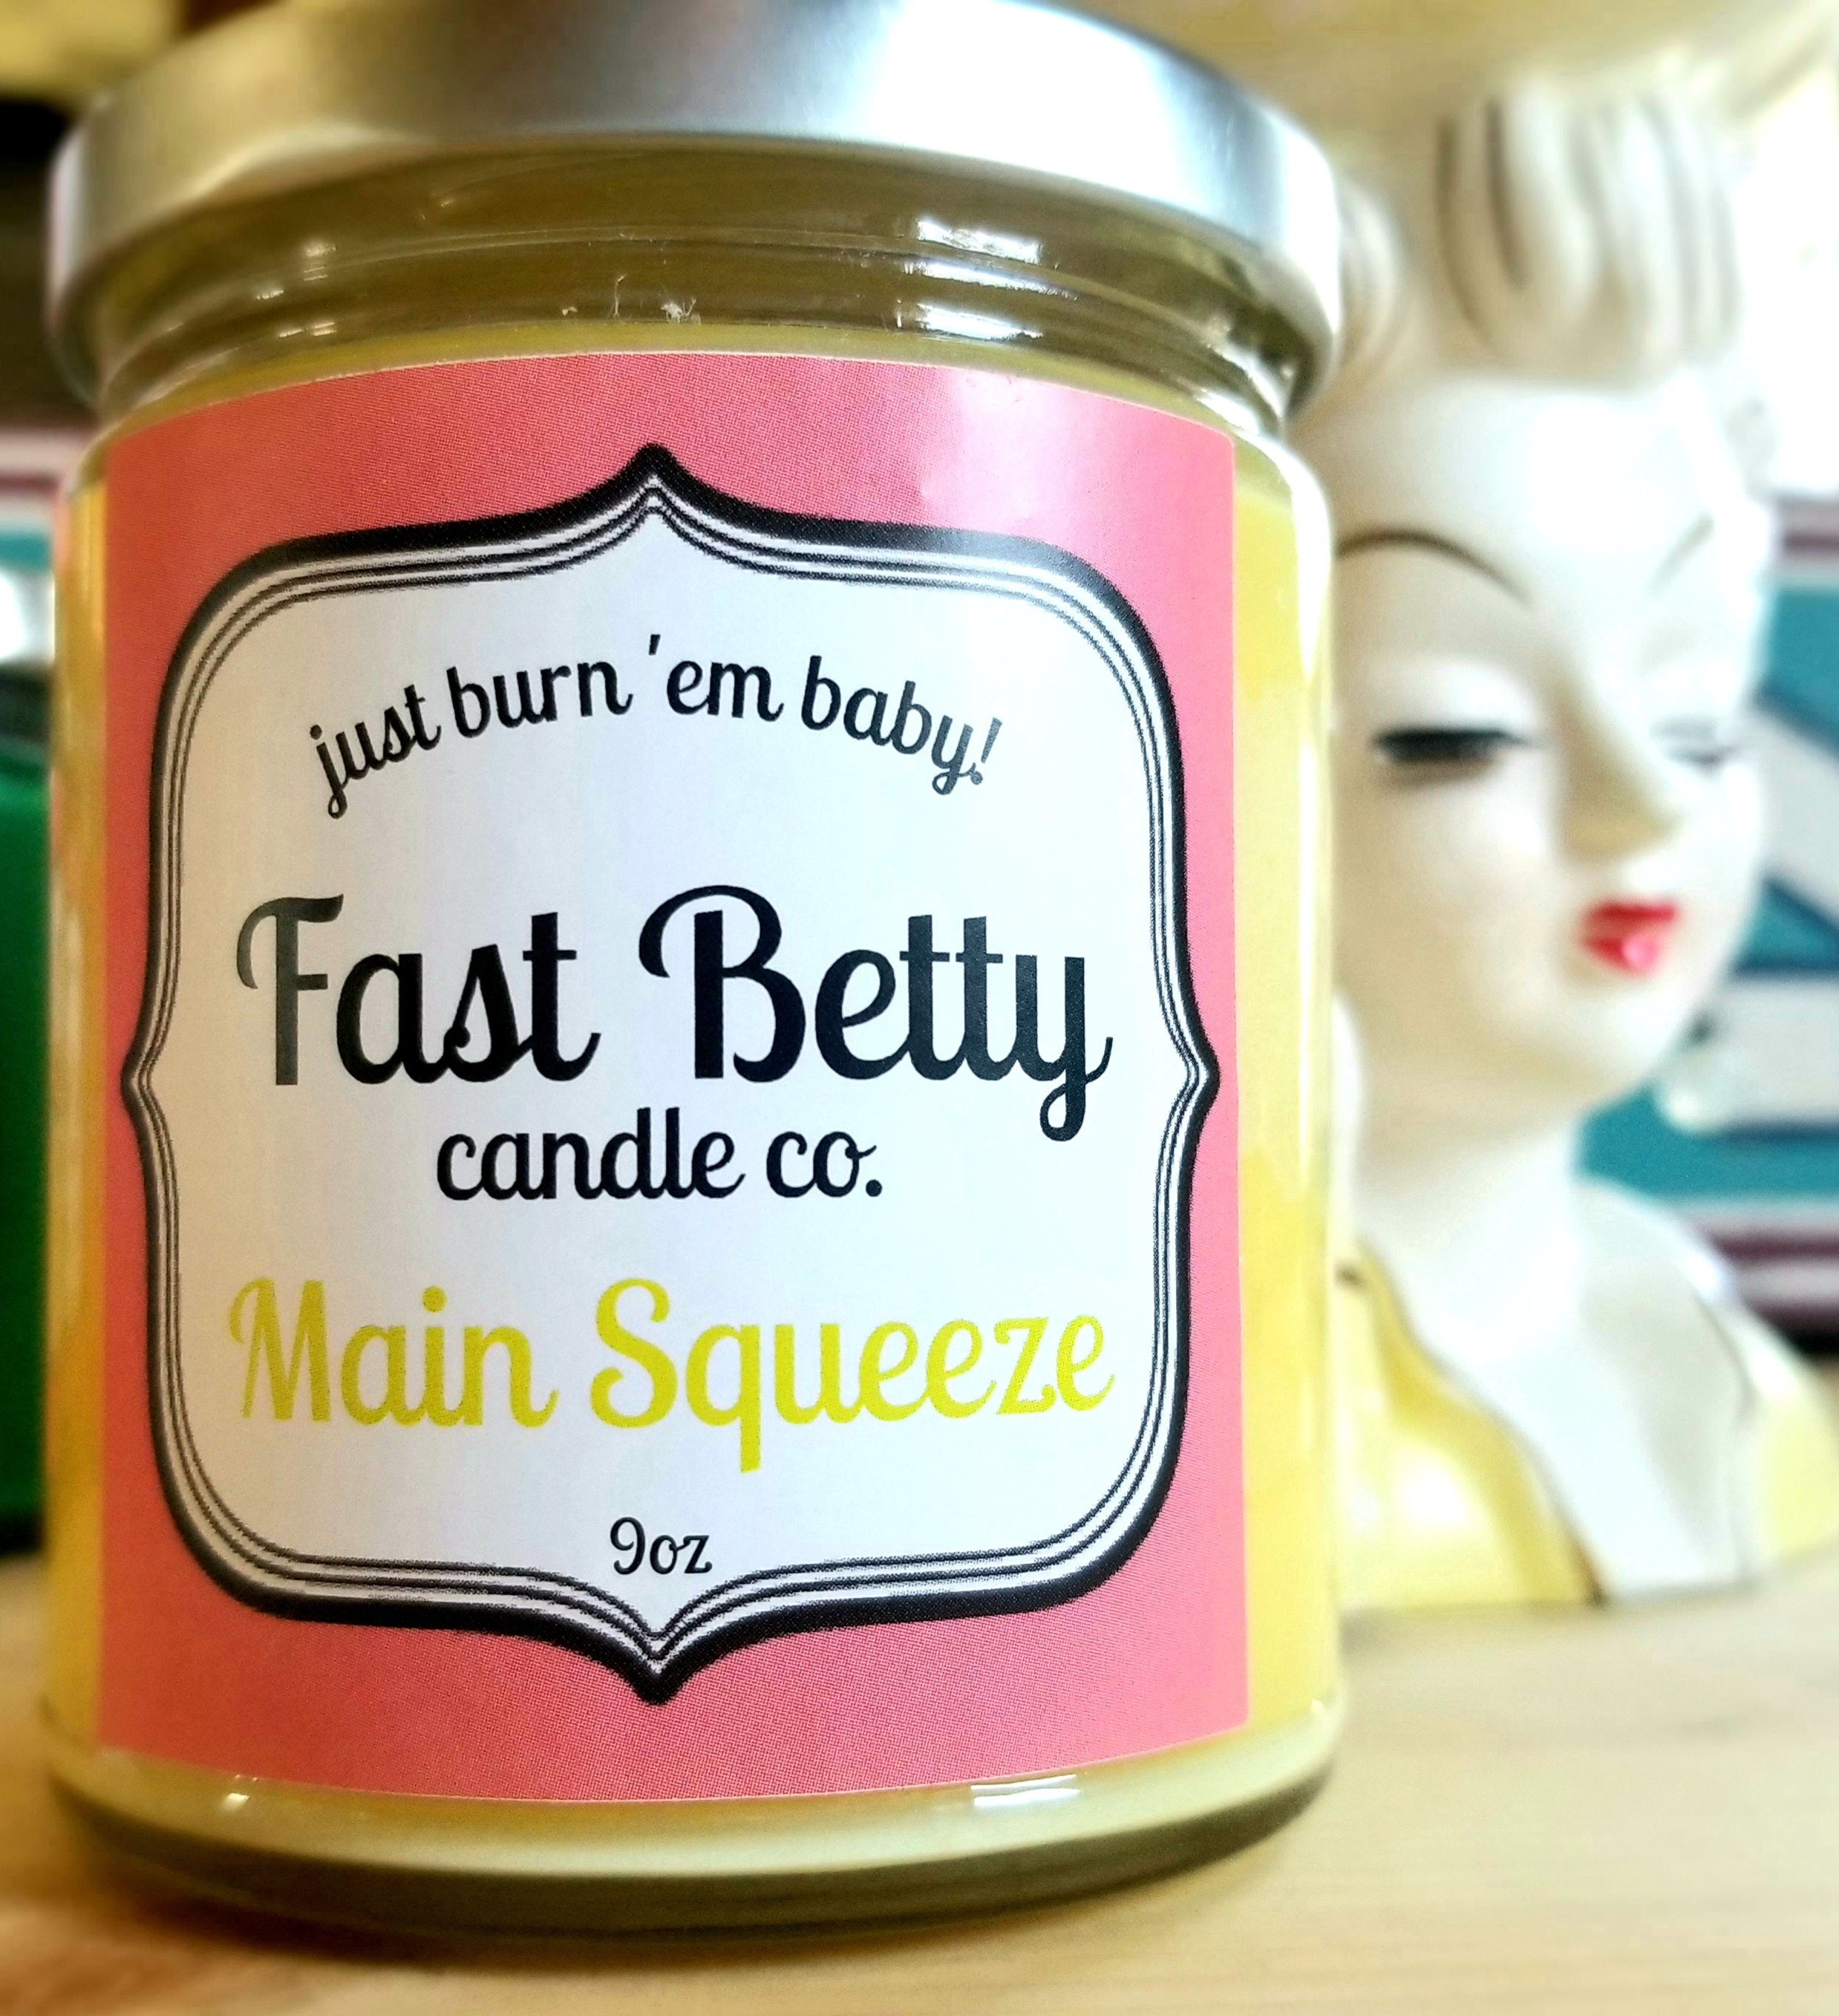 just burn 'em baby!
Fast Betty
candle co.
Main Squeeze
9oz